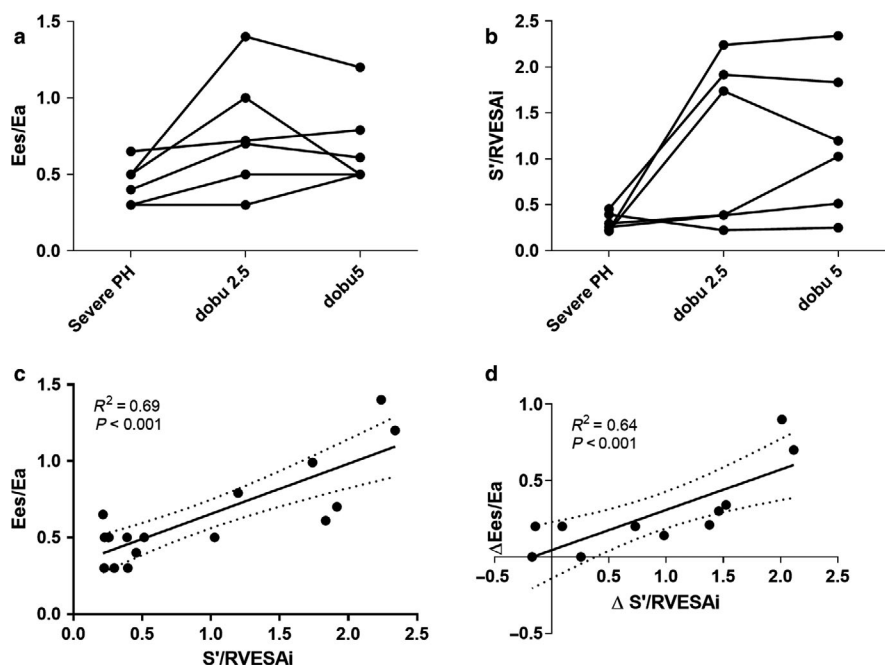 a
1.5
1.0
0.5
0.0
Ees/Ea
Severe PH
dobu 2.5
dobu5
b
2.5
2.0
1.5
1.0
0.5
0.0
S'/RVESAi
Severe PH
dobu 2.5
dobu 5
c
1.5
1.0
0.5
0.0
Ees/Ea
R² = 0.69
P < 0.001
0.0 0.5 1.0 1.5 2.0 2.5
S'/RVESAi
d
1.0
0.5
−0.5
ΔEes/Ea
R² = 0.64
P < 0.001
−0.5 0.5 1.0 1.5 2.0 2.5
Δ S'/RVESAi